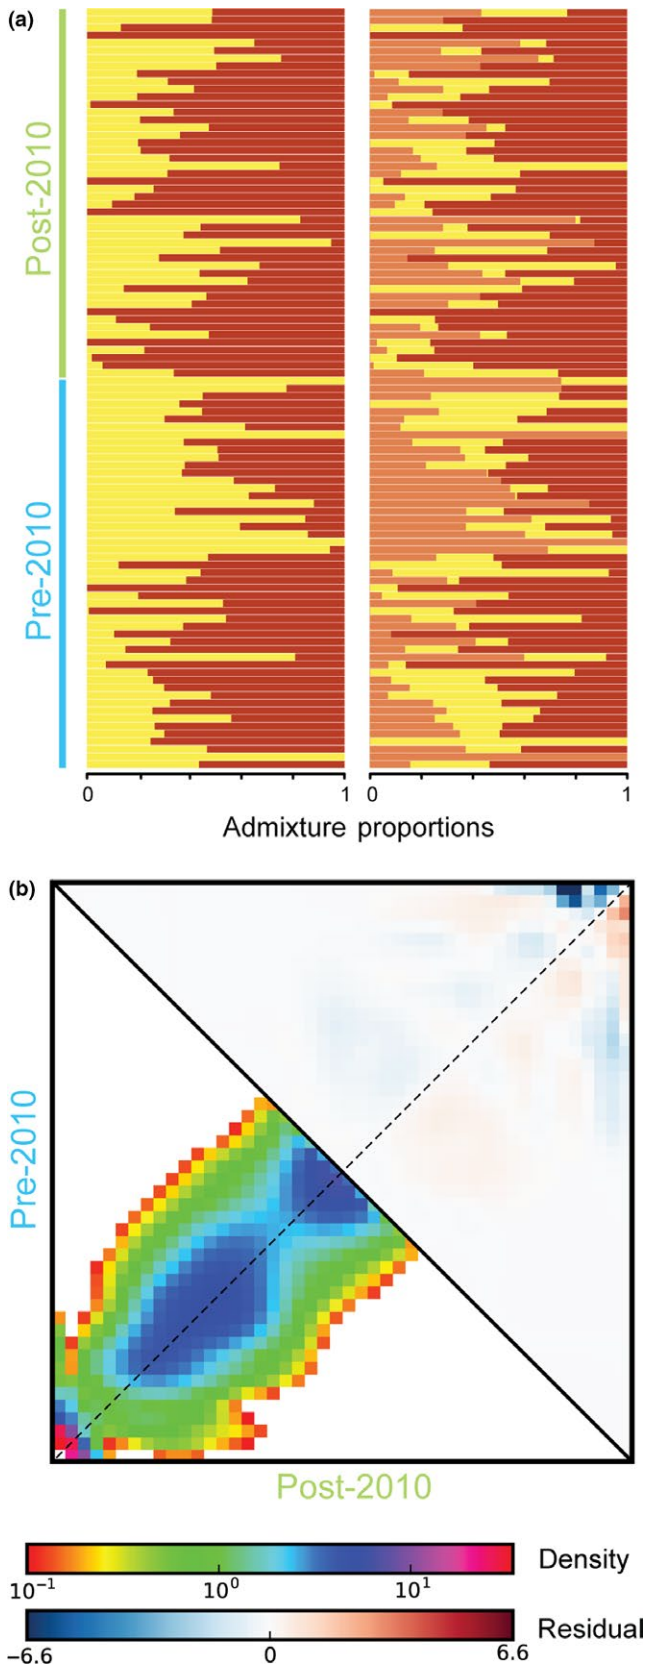 (a)
Post-2010
Pre-2010
0 1 0 1
Admixture proportions
(b)
Pre-2010
Post-2010
Density
10⁻¹ 10⁰ 10¹
Residual
−6.6 0 6.6